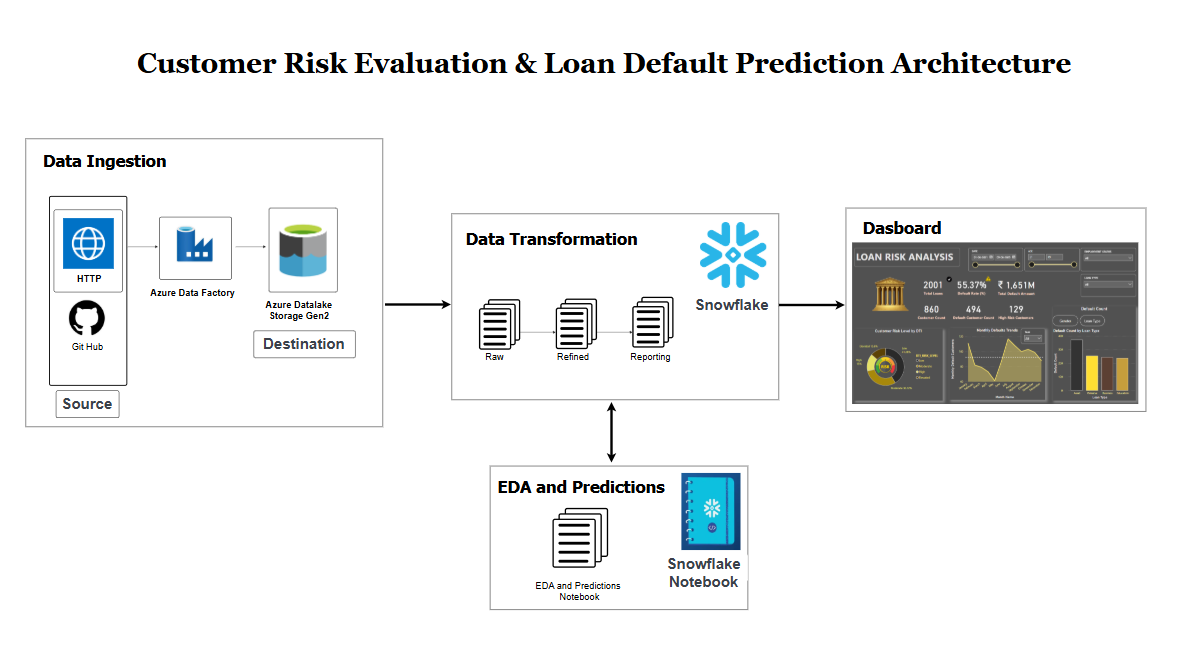 Customer Risk Evaluation & Loan Default Prediction Architecture
Data Ingestion
HTTP
Git Hub
Source
Azure Data Factory
Azure Datalake
Storage Gen2
Destination
Data Transformation
Snowflake
Raw
Refined
Reporting
Dasboard
LOAN RISK ANALYSIS
2001
Total Loans
55.37%
Default Rate (%)
₹ 1,651M
Total Default Amount
860
Customer Count
494
Default Customer Count
129
High-Risk Customers
Customer Risk Level by DTI
Monthly Defaults Trends
Default Count
Gender
Loan Type
Default Count by Loan Type
EDA and Predictions
EDA and Predictions
Notebook
Snowflake
Notebook